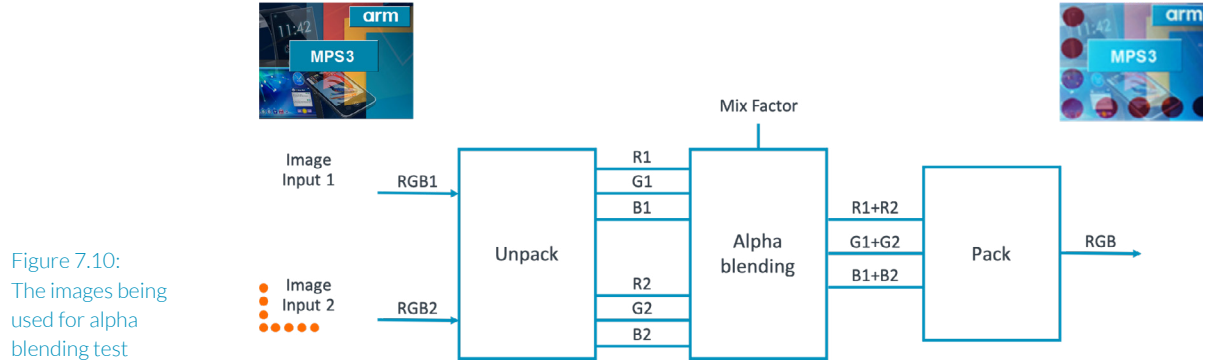 11:42
arm
MPS3
11:42
arm
MPS3
Mix Factor
Image
Input 1
RGB1
Unpack
R1
G1
B1
Alpha
blending
R1+R2
G1+G2
B1+B2
Pack
RGB
Image
Input 2
RGB2
R2
G2
B2
Figure 7.10:
The images being
used for alpha
blending test